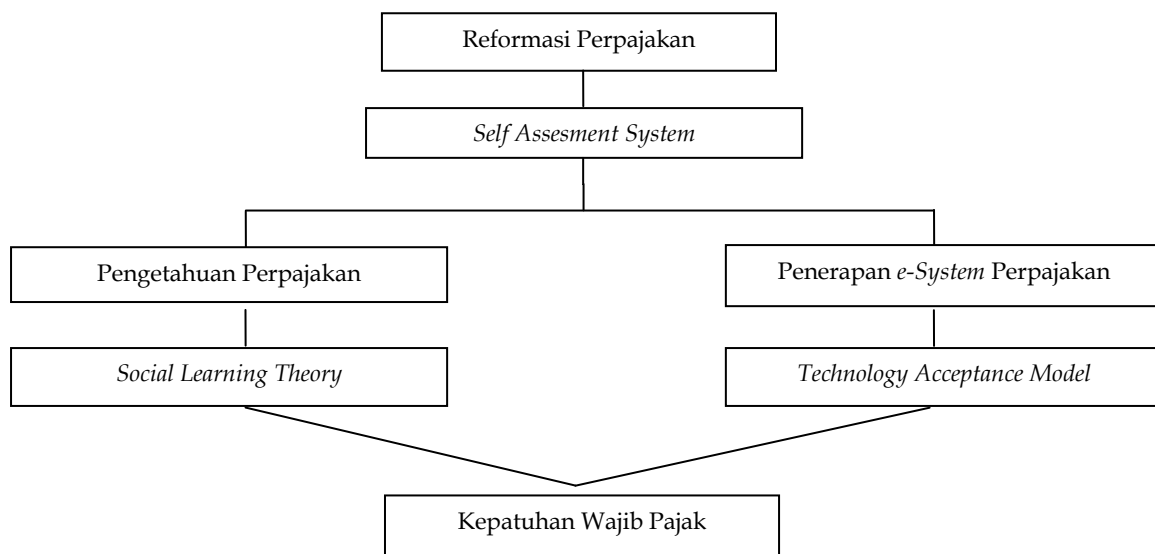 Reformasi Perpajakan
Self Assesment System
Pengetahuan Perpajakan
Penerapan e-System Perpajakan
Social Learning Theory
Technology Acceptance Model
Kepatuhan Wajib Pajak